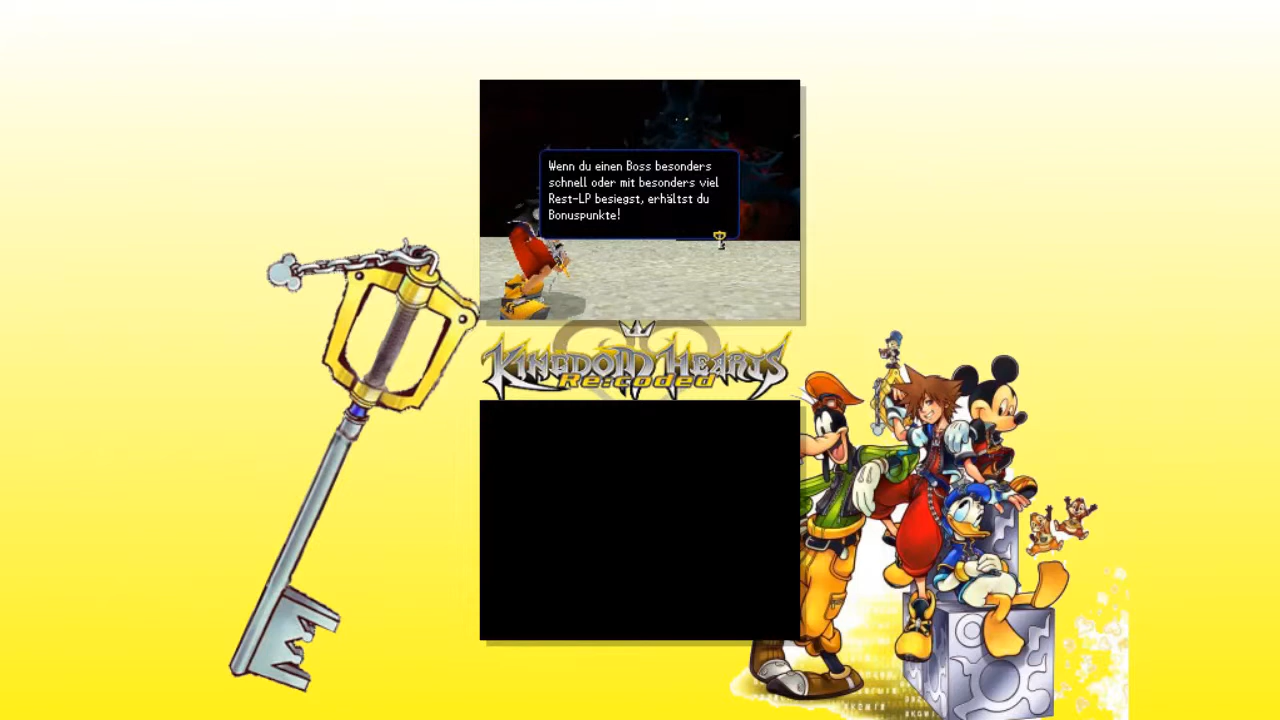 Wenn du einen Boss besonders
schnell oder mit besonders viel
Rest-LP besiegst, erhältst du
Bonuspunkte!
KINGDOM HEARTS
Re:coded